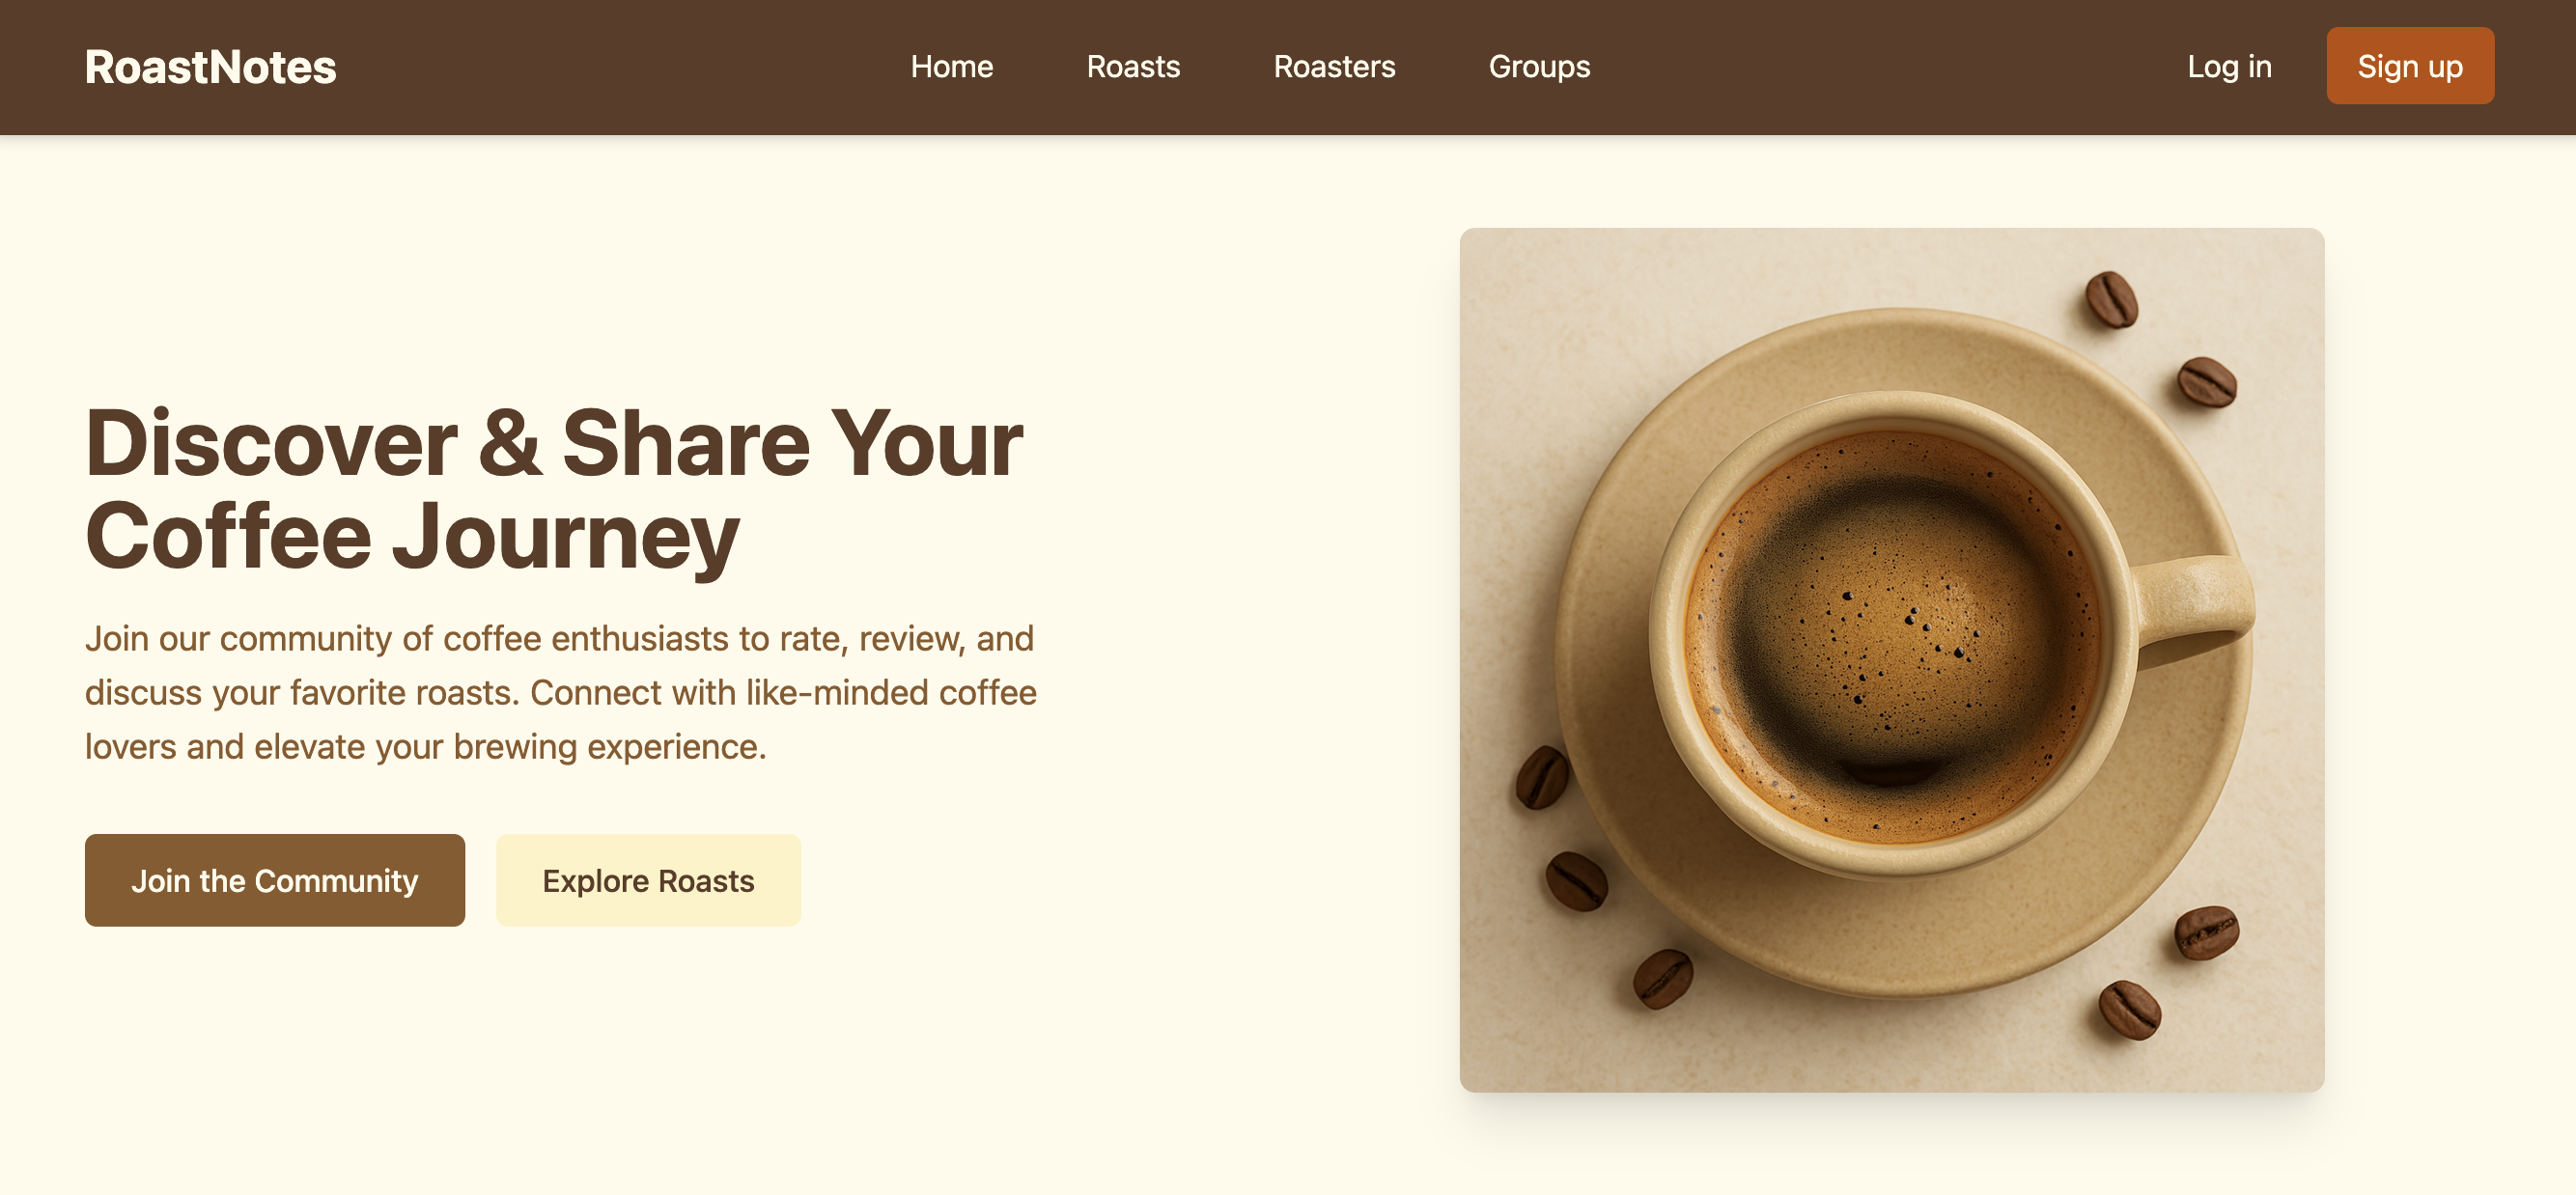 RoastNotes
Home
Roasts
Roasters
Groups
Log in
Sign up
Discover & Share Your
Coffee Journey
Join our community of coffee enthusiasts to rate, review, and
discuss your favorite roasts. Connect with like-minded coffee
lovers and elevate your brewing experience.
Join the Community
Explore Roasts